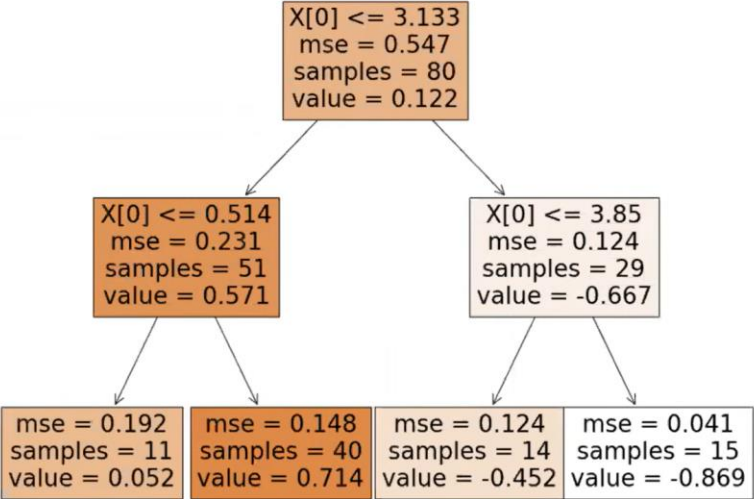 X[0] <= 3.133
mse = 0.547
samples = 80
value = 0.122
X[0] <= 0.514
mse = 0.231
samples = 51
value = 0.571
X[0] <= 3.85
mse = 0.124
samples = 29
value = -0.667
mse = 0.192
samples = 11
value = 0.052
mse = 0.148
samples = 40
value = 0.714
mse = 0.124
samples = 14
value = -0.452
mse = 0.041
samples = 15
value = -0.869